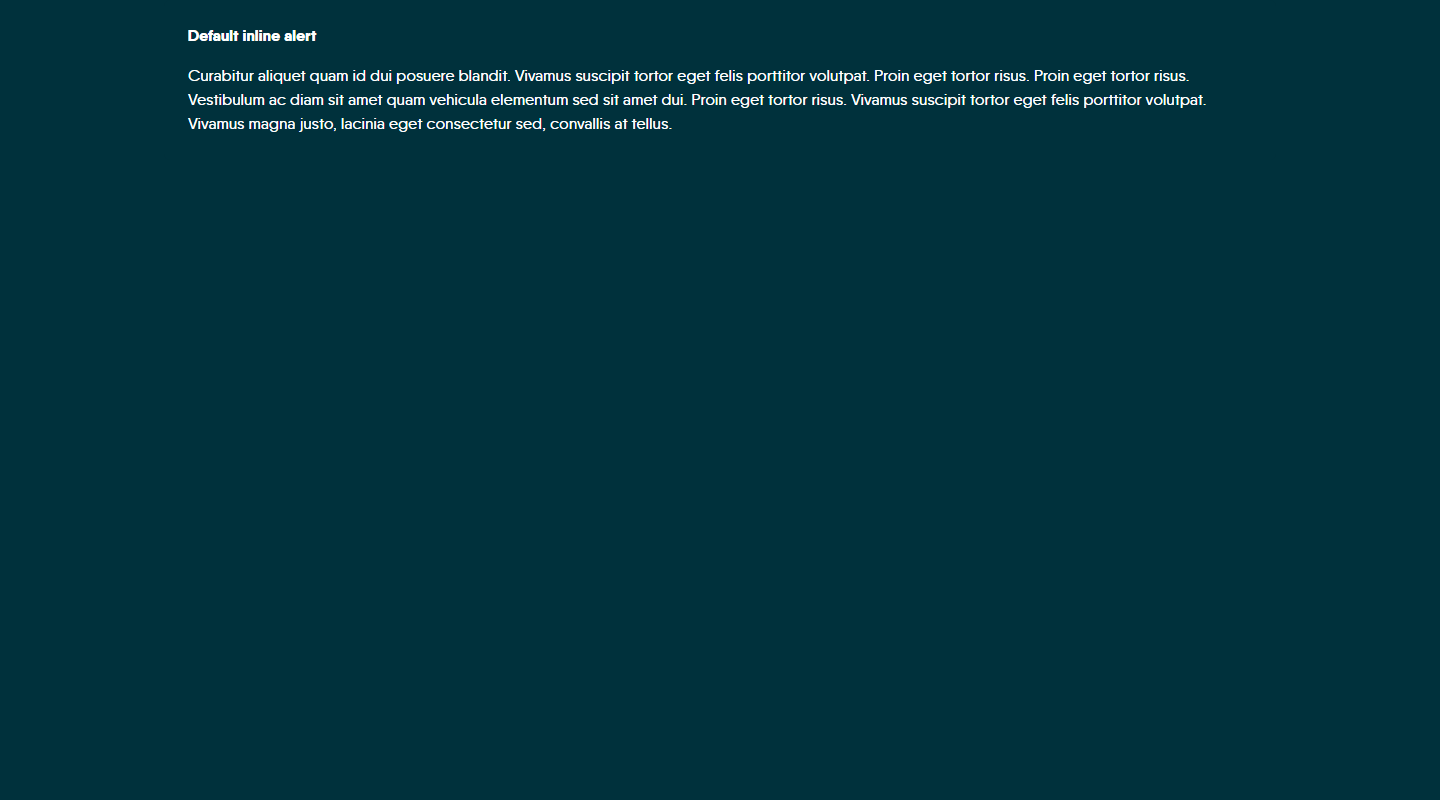 Default inline alert
Curabitur aliquet quam id dui posuere blandit. Vivamus suscipit tortor eget felis porttitor volutpat. Proin eget tortor risus. Proin eget tortor risus.
Vestibulum ac diam sit amet quam vehicula elementum sed sit amet dui. Proin eget tortor risus. Vivamus suscipit tortor eget felis porttitor volutpat.
Vivamus magna justo, lacinia eget consectetur sed, convallis at tellus.